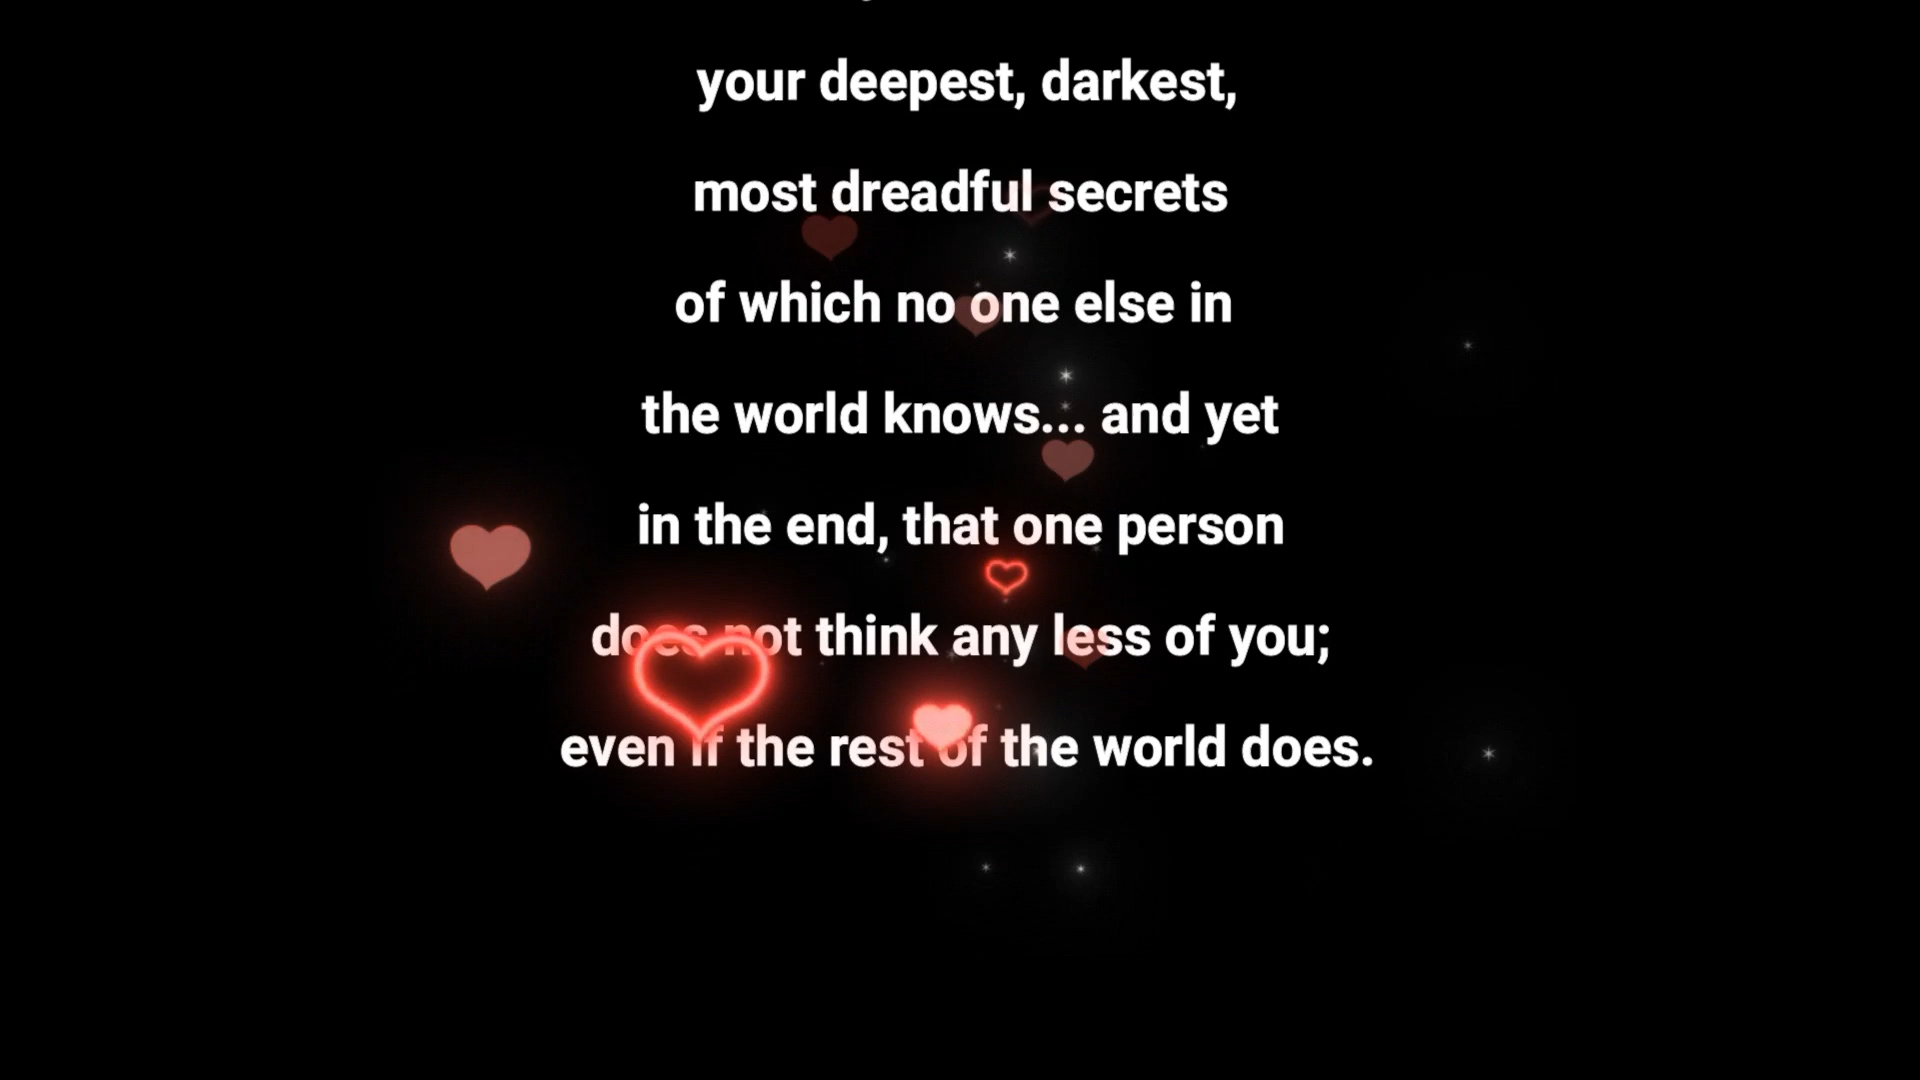 your deepest, darkest,
most dreadful secrets
of which no one else in
the world knows... and yet
in the end, that one person
does not think any less of you;
even if the rest of the world does.